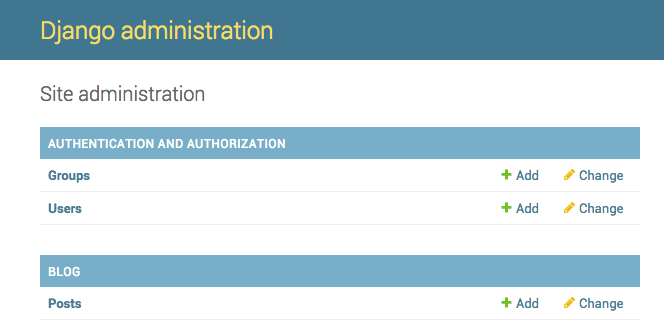 Django administration
Site administration
AUTHENTICATION AND AUTHORIZATION
Groups Add Change
Users Add Change
BLOG
Posts Add Change